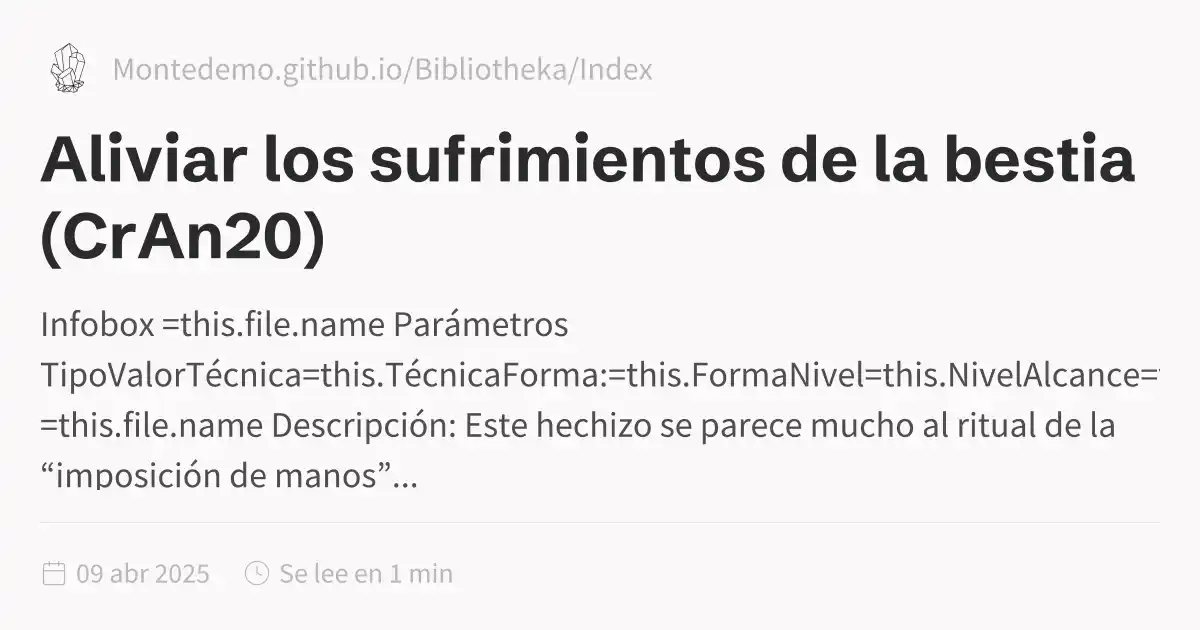 Montedemo.github.io/Bibliotheka/Index
Aliviar los sufrimientos de la bestia
(CrAn20)
Infobox =this.file.name Parámetros
TipoValorTécnica=this.TécnicaForma:=this.FormaNivel=this.NivelAlcance=
=this.file.name Descripción: Este hechizo se parece mucho al ritual de la
“imposición de manos”...
09 abr 2025
Se lee en 1 min